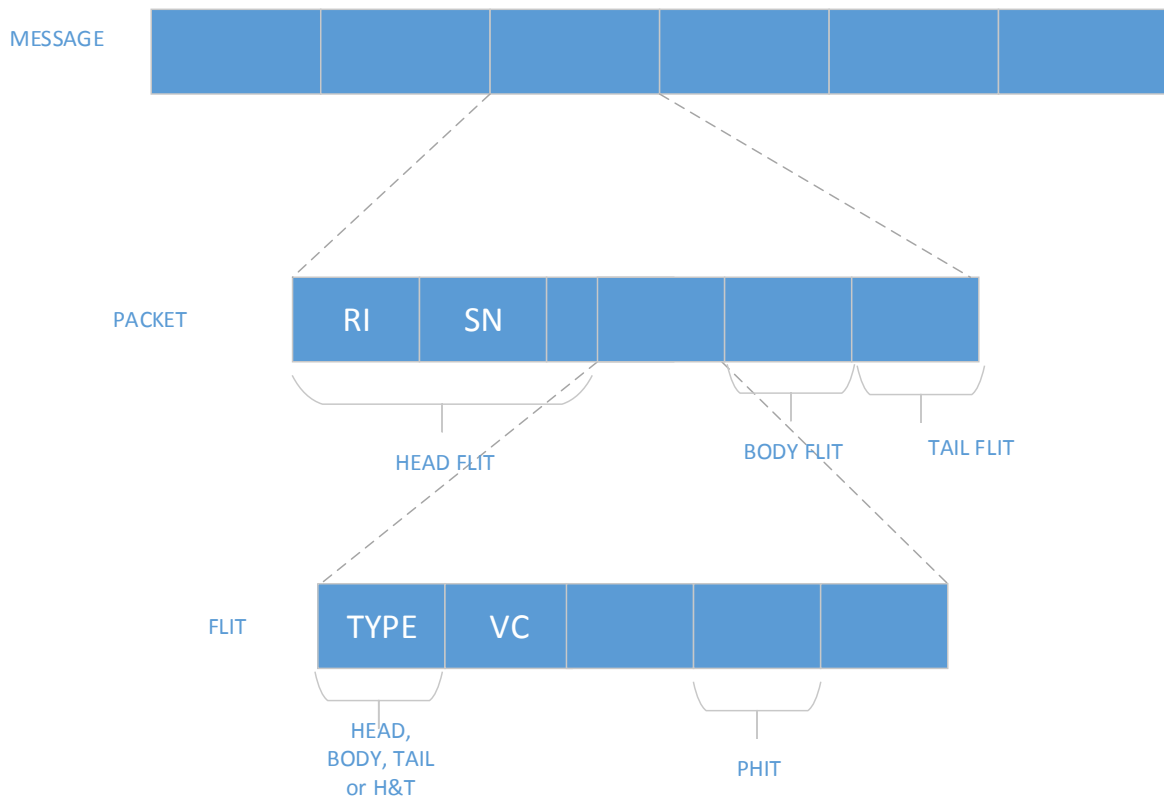 MESSAGE
PACKET
RI
SN
HEAD FLIT
BODY FLIT
TAIL FLIT
FLIT
TYPE
VC
HEAD,
BODY, TAIL
or H&T
PHIT